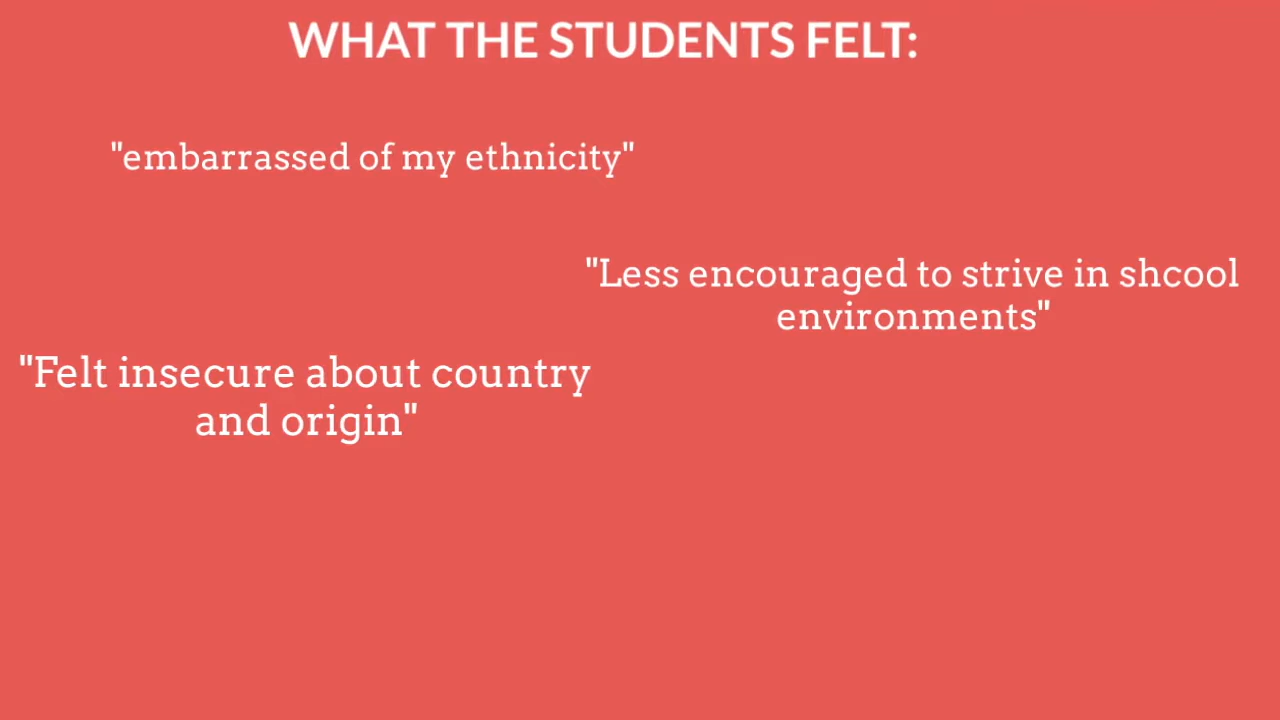 WHAT THE STUDENTS FELT:
"embarrassed of my ethnicity"
"Less encouraged to strive in shcool
environments"
"Felt insecure about country
and origin"